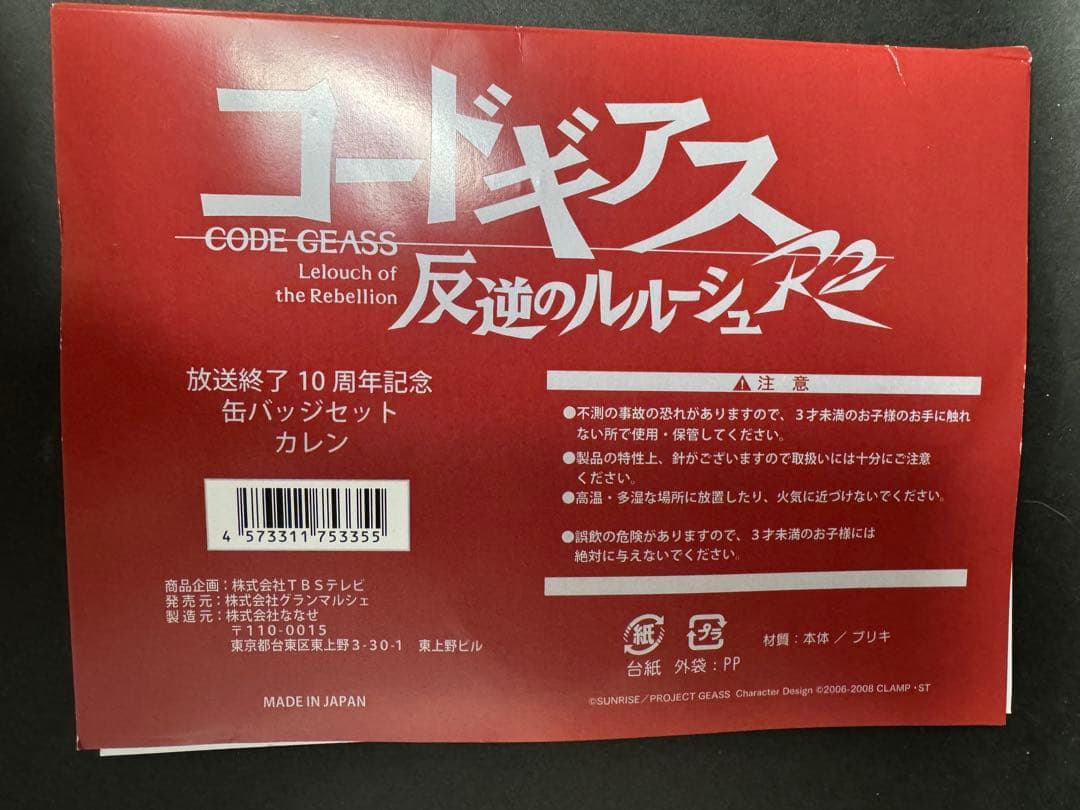 コードギアス
CODE GEASS
Lelouch of
the Rebellion
反逆のルルーシュ R2
放送終了10周年記念
缶バッジセット
カレン
4 573311 753355
商品企画：株式会社TBSテレビ
発売元：株式会社グランマルシェ
製造元：株式会社ななせ
〒110-0015
東京都台東区東上野3-30-1 東上野ビル
MADE IN JAPAN
注 意
●不測の事故の恐れがありますので、3才未満のお子様のお手に触れ
ない所で使用・保管してください。
●製品の特性上、針がございますので取扱いには十分にご注意
ください。
●高温・多湿な場所に放置したり、火気に近づけないでください。
●誤飲の危険がありますので、3才未満のお子様には
絶対に与えないでください。
紙
台紙
プラ
外袋：PP
材質：本体 ／ ブリキ
©SUNRISE／PROJECT GEASS Character Design ©2006-2008 CLAMP・ST